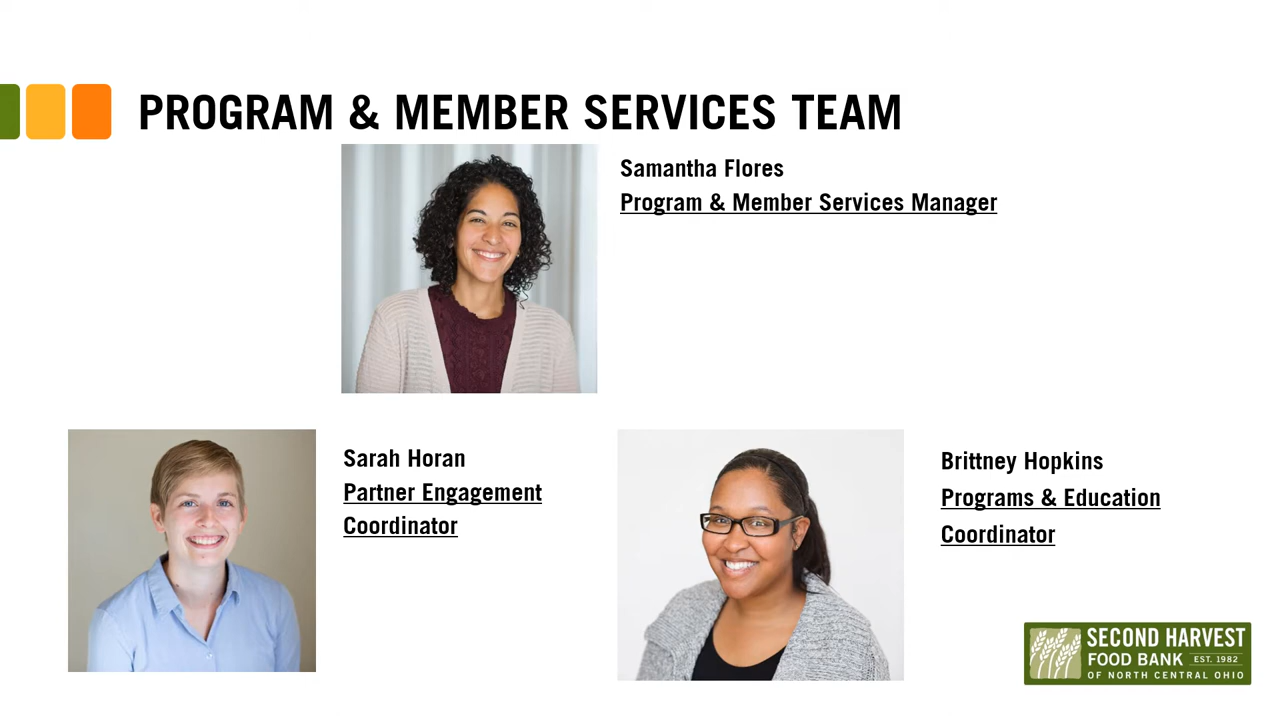 PROGRAM & MEMBER SERVICES TEAM
Samantha Flores
Program & Member Services Manager
Sarah Horan
Partner Engagement
Coordinator
Brittney Hopkins
Programs & Education
Coordinator
SECOND HARVEST
FOOD BANK EST. 1982
OF NORTH CENTRAL OHIO